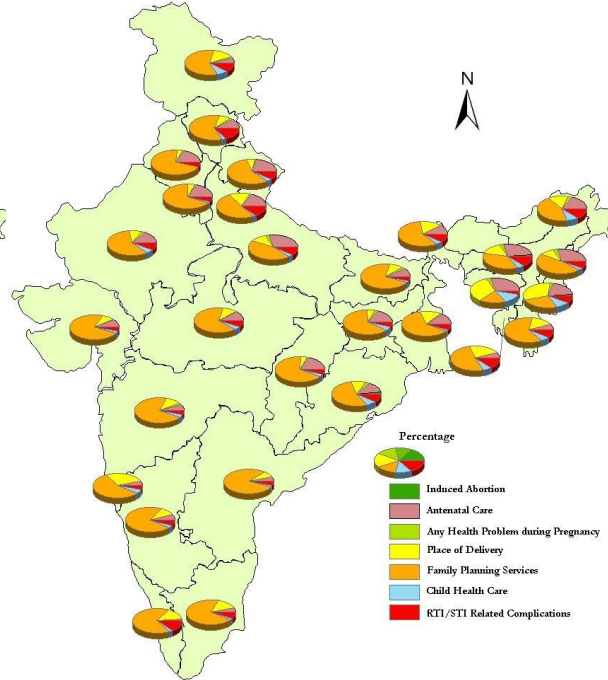 N
Percentage
Induced Abortion
Antenatal Care
Any Health Problem during Pregnancy
Place of Delivery
Family Planning Services
Child Health Care
RTI/STI Related Complications